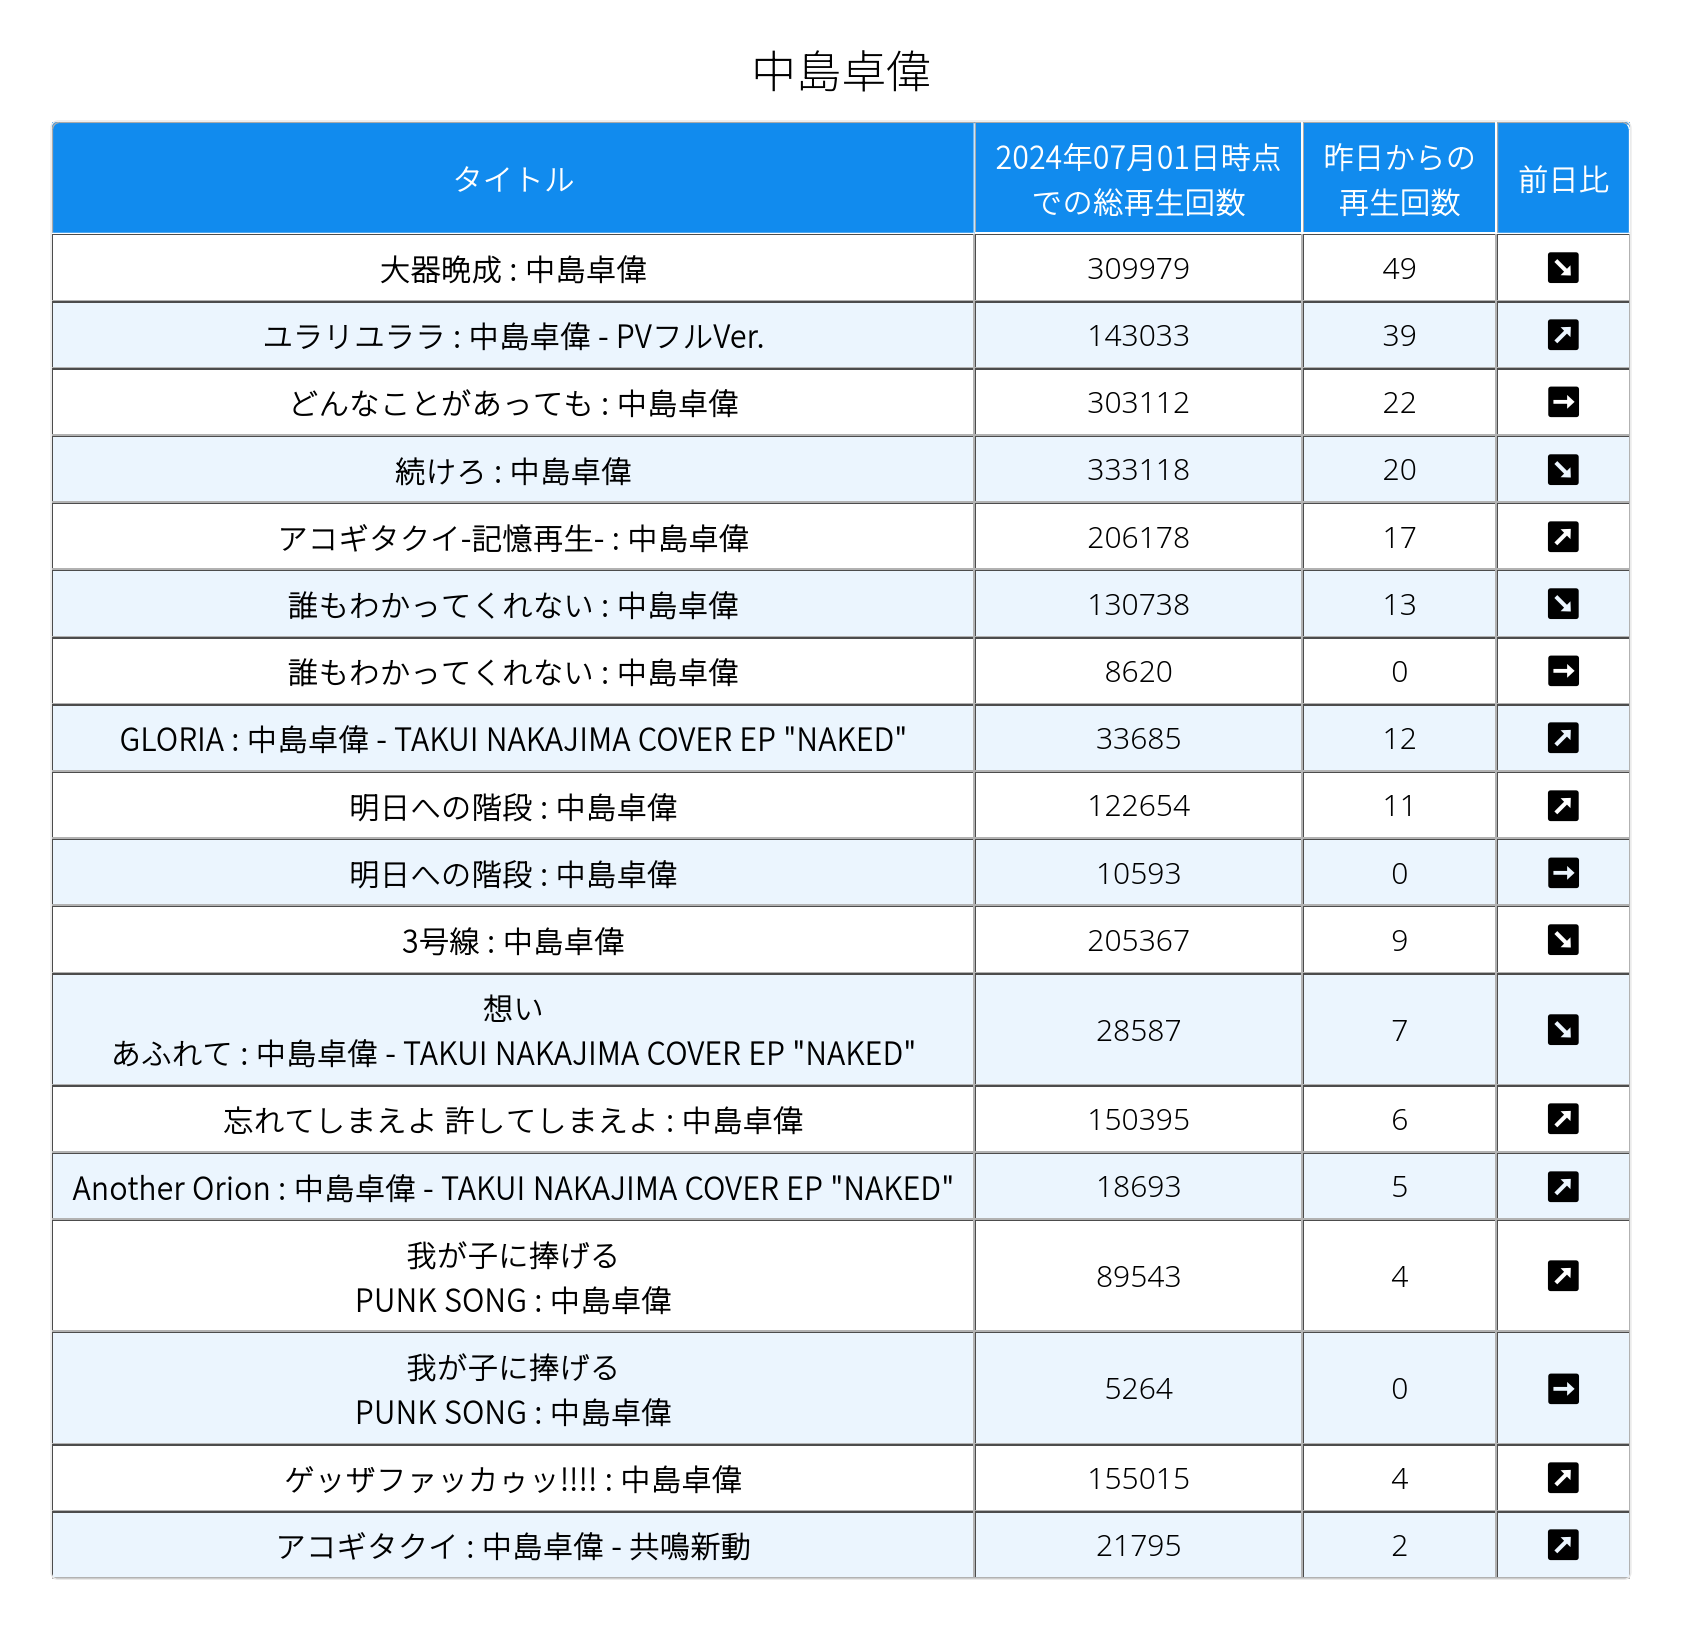 中島卓偉
タイトル 2024年07月01日時点 での総再生回数 昨日からの 再生回数 前日比
大器晩成 : 中島卓偉 309979 49 ↘
ユラリユララ : 中島卓偉 - PVフルVer. 143033 39 ↗
どんなことがあっても : 中島卓偉 303112 22 →
続けろ : 中島卓偉 333118 20 ↘
アコギタクイ-記憶再生- : 中島卓偉 206178 17 ↗
誰もわかってくれない : 中島卓偉 130738 13 ↘
誰もわかってくれない : 中島卓偉 8620 0 →
GLORIA : 中島卓偉 - TAKUI NAKAJIMA COVER EP "NAKED" 33685 12 ↗
明日への階段 : 中島卓偉 122654 11 ↗
明日への階段 : 中島卓偉 10593 0 →
3号線 : 中島卓偉 205367 9 ↘
想い
あふれて : 中島卓偉 - TAKUI NAKAJIMA COVER EP "NAKED" 28587 7 ↘
忘れてしまえよ 許してしまえよ : 中島卓偉 150395 6 ↗
Another Orion : 中島卓偉 - TAKUI NAKAJIMA COVER EP "NAKED" 18693 5 ↗
我が子に捧げる
PUNK SONG : 中島卓偉 89543 4 ↗
我が子に捧げる
PUNK SONG : 中島卓偉 5264 0 →
ゲッザファッカゥッ!!!! : 中島卓偉 155015 4 ↗
アコギタクイ : 中島卓偉 - 共鳴新動 21795 2 ↗